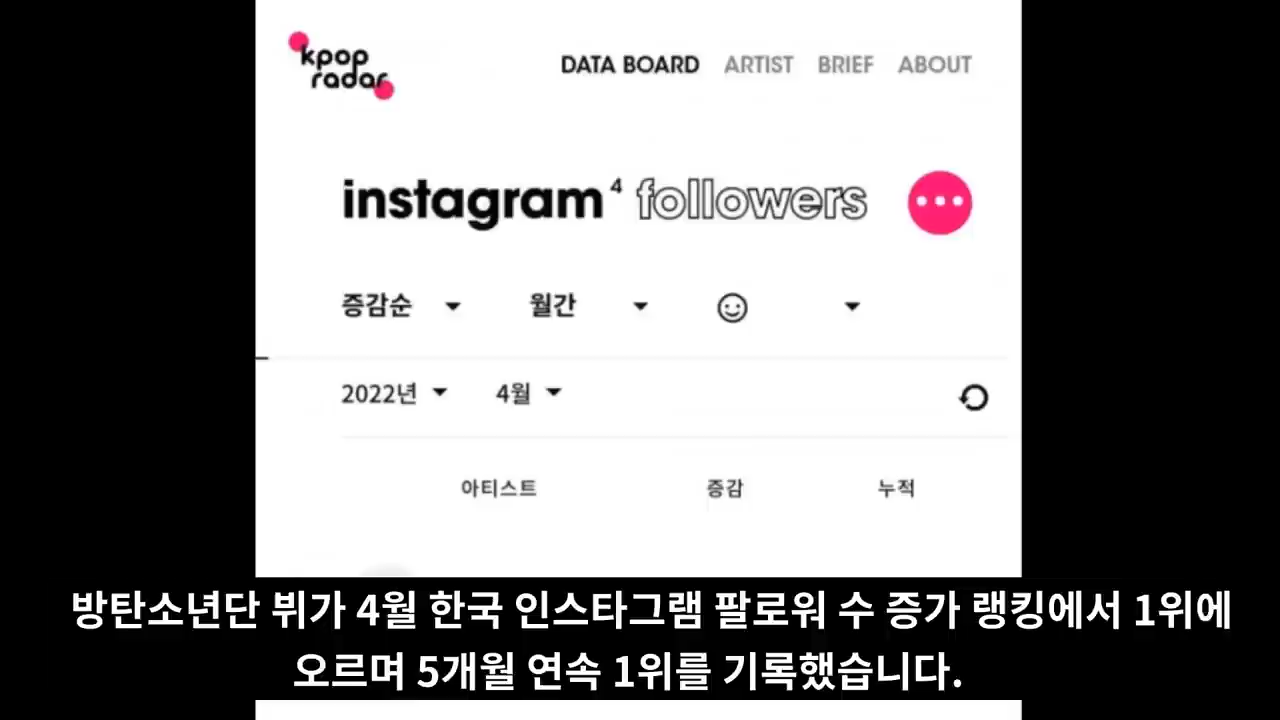 kpop
radar
DATA BOARD ARTIST BRIEF ABOUT
instagram⁴ followers
증감순 월간
2022년 4월
아티스트 증감 누적
방탄소년단 뷔가 4월 한국 인스타그램 팔로워 수 증가 랭킹에서 1위에
오르며 5개월 연속 1위를 기록했습니다.